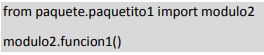 from paquete.paquetito1 import modulo2
modulo2.funcion1()